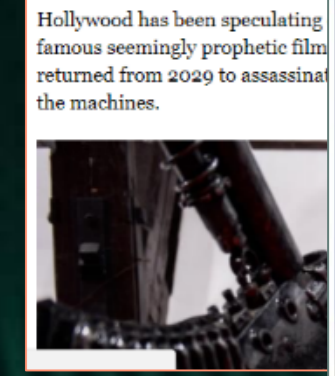 Hollywood has been speculating
famous seemingly prophetic film
returned from 2029 to assassinat
the machines.